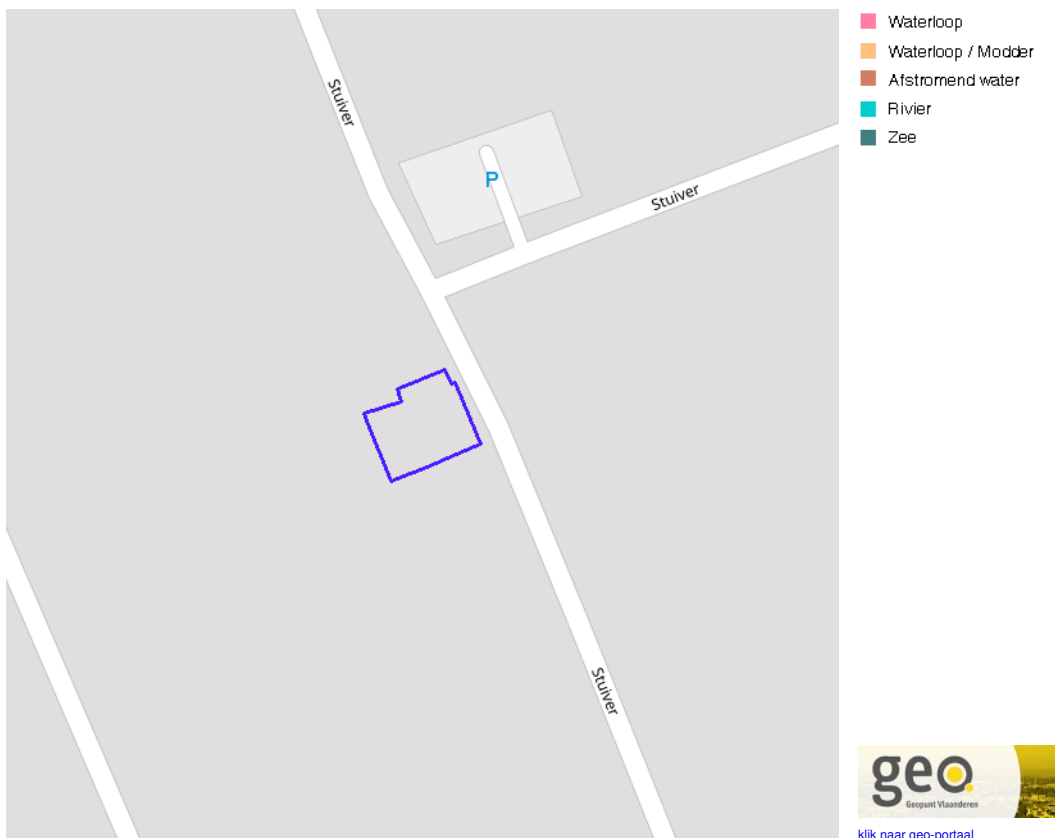 Stuiver
P
Stuiver
Stuiver
Waterloop
Waterloop / Modder
Afstromend water
Rivier
Zee
geo.
Geopunt Vlaanderen
klik naar geo-portaal